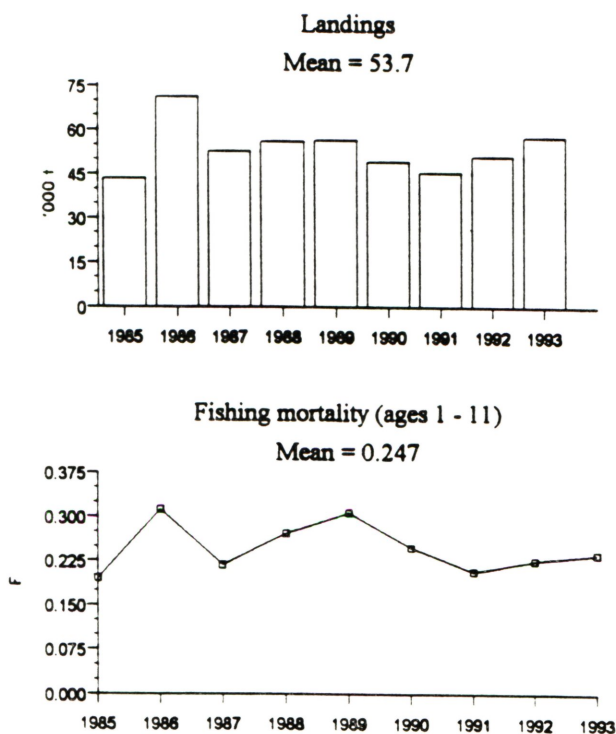 Landings
Mean = 53.7
75
60
45
30
15
0
'000 t
1985 1986 1987 1988 1989 1990 1991 1992 1993
Fishing mortality (ages 1 - 11)
Mean = 0.247
0.375
0.300
0.225
0.150
0.075
0.000
F
1985 1986 1987 1988 1989 1990 1991 1992 1993